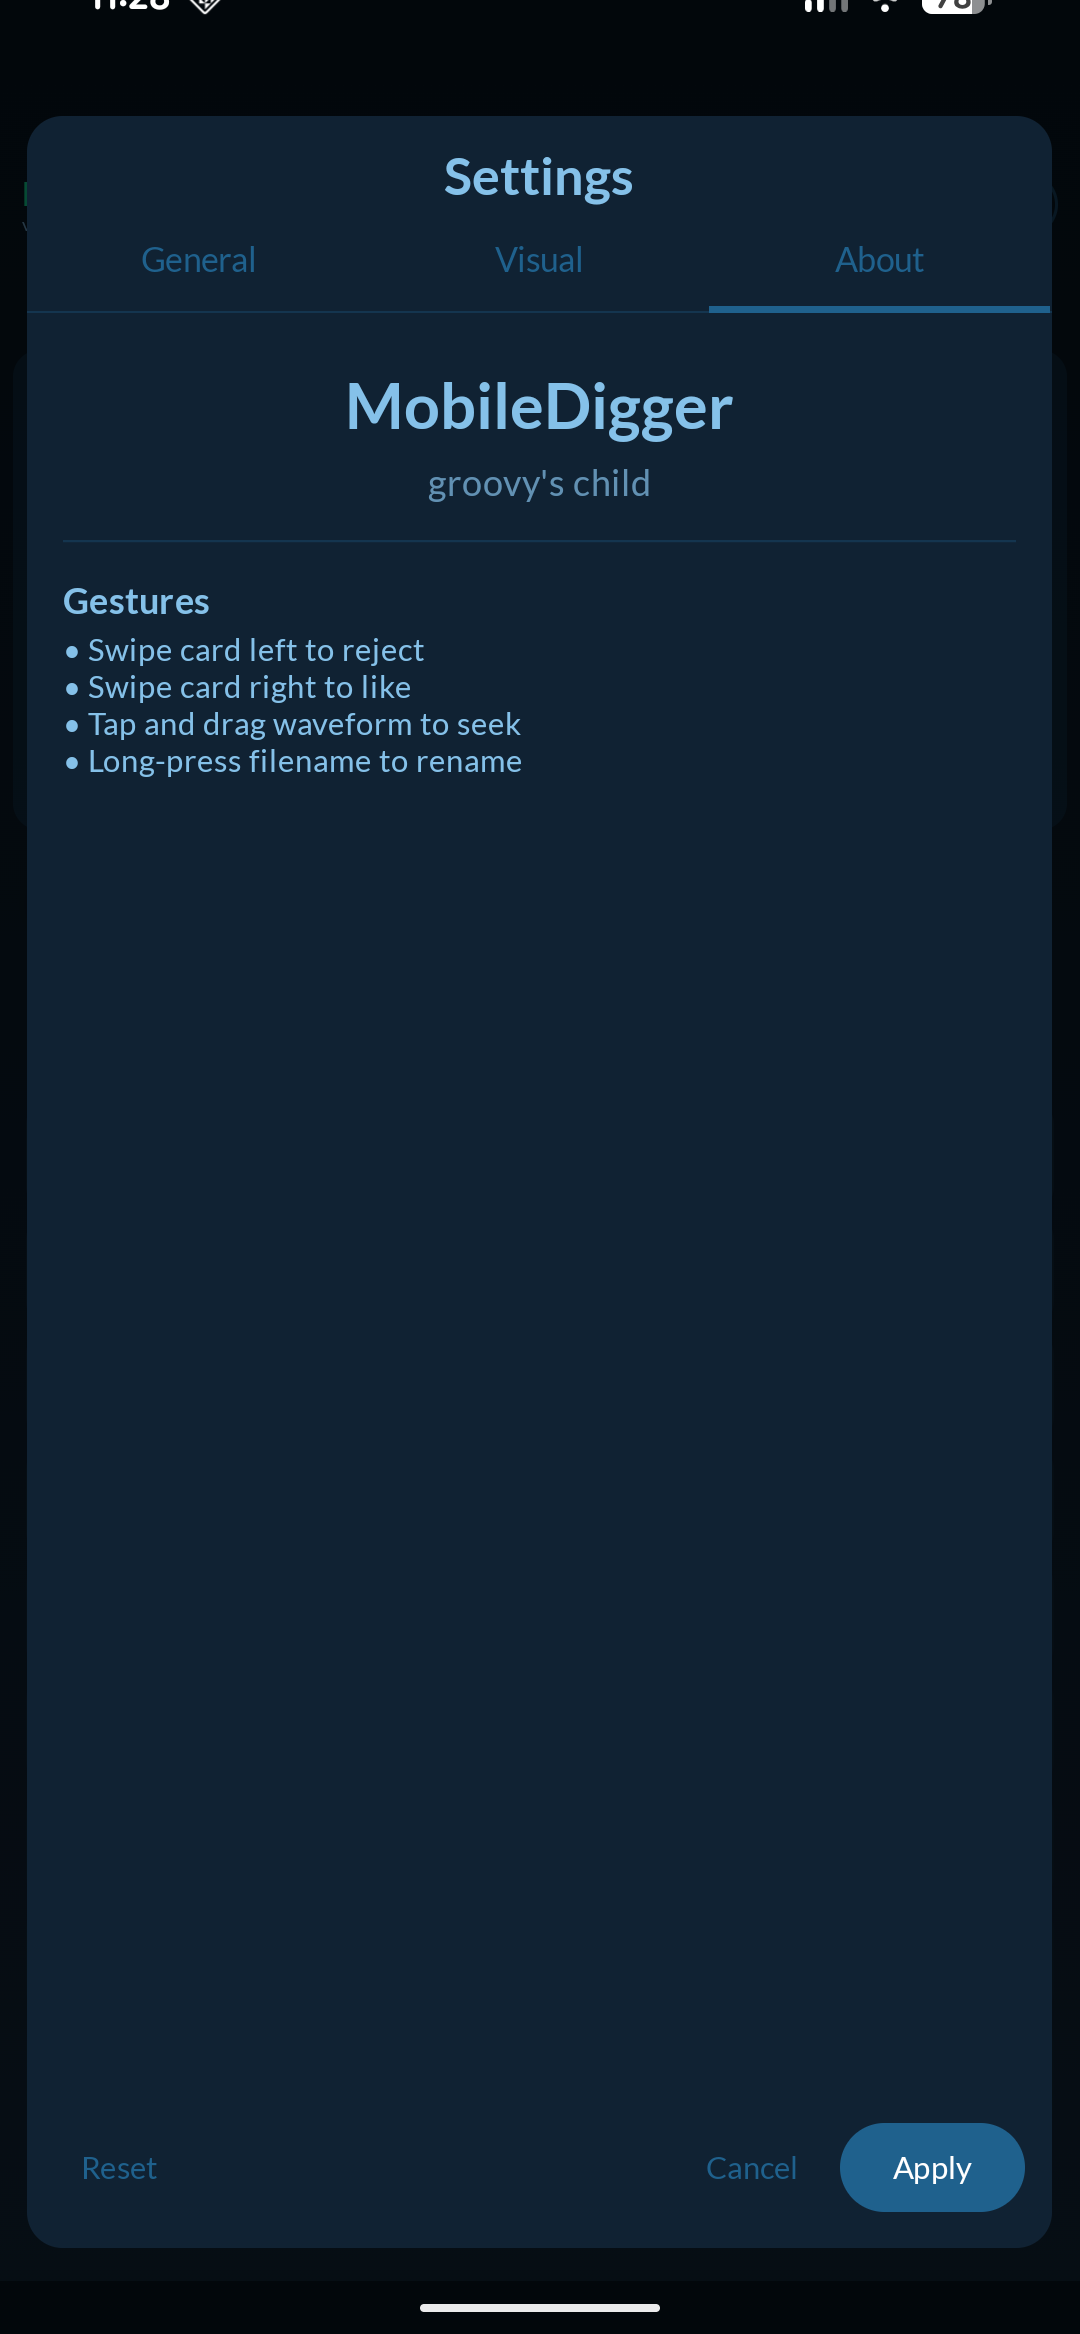 Settings
General Visual About
MobileDigger
groovy's child
Gestures
• Swipe card left to reject
• Swipe card right to like
• Tap and drag waveform to seek
• Long-press filename to rename
Reset Cancel Apply